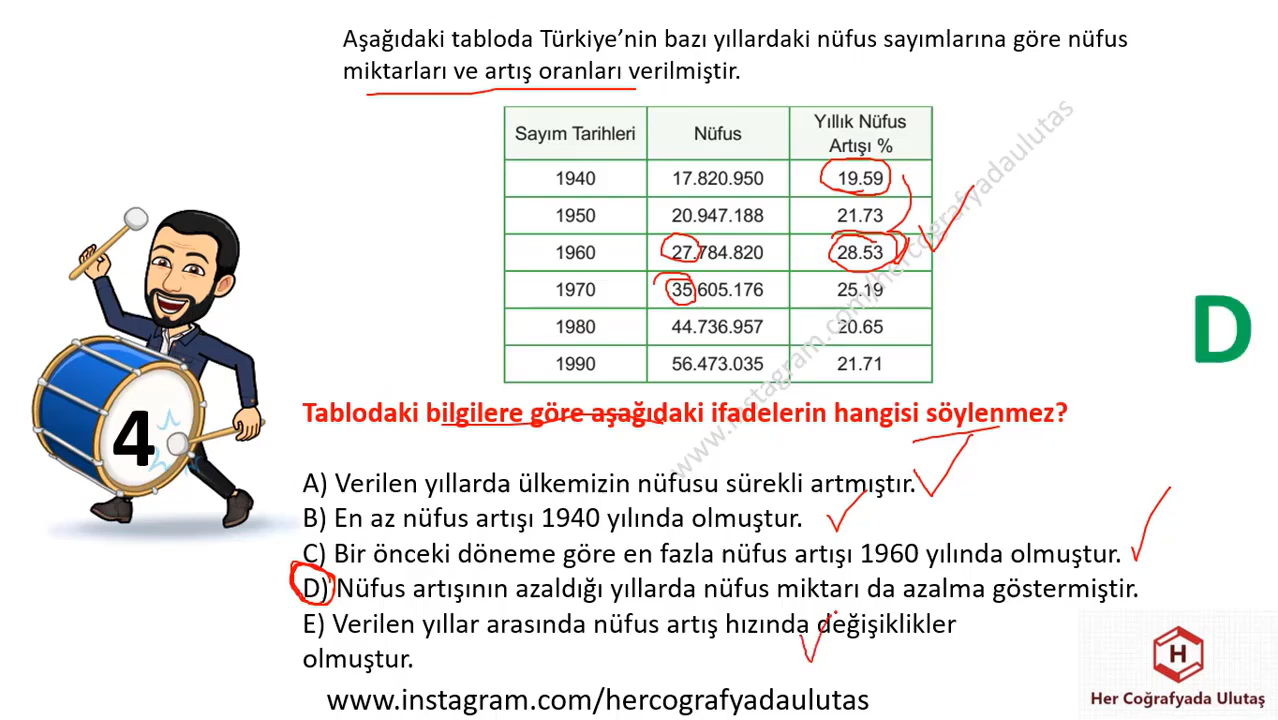 Aşağıdaki tabloda Türkiye’nin bazı yıllardaki nüfus sayımlarına göre nüfus
miktarları ve artış oranları verilmiştir.
Sayım Tarihleri Nüfus Yıllık Nüfus Artışı %
1940 17.820.950 19.59
1950 20.947.188 21.73
1960 27.784.820 28.53
1970 35.605.176 25.19
1980 44.736.957 20.65
1990 56.473.035 21.71
www.instagram.com/hercografyadaulutas
D
4
Tablodaki bilgilere göre aşağıdaki ifadelerin hangisi söylenmez?
A) Verilen yıllarda ülkemizin nüfusu sürekli artmıştır.
B) En az nüfus artışı 1940 yılında olmuştur.
C) Bir önceki döneme göre en fazla nüfus artışı 1960 yılında olmuştur.
D) Nüfus artışının azaldığı yıllarda nüfus miktarı da azalma göstermiştir.
E) Verilen yıllar arasında nüfus artış hızında değişiklikler
olmuştur.
www.instagram.com/hercografyadaulutas
H
Her Coğrafyada Ulutaş